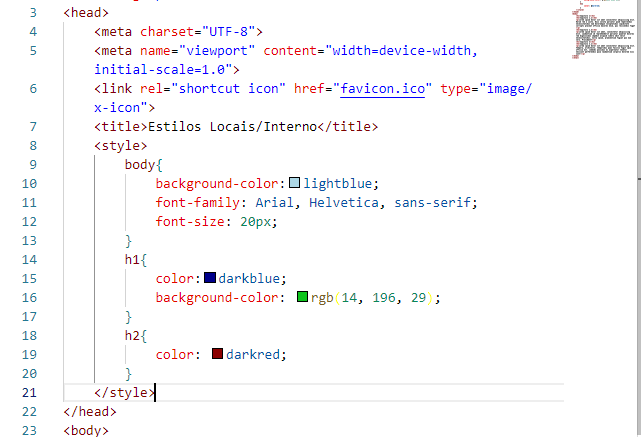 3 <head>
4 <meta charset="UTF-8">
5 <meta name="viewport" content="width=device-width,
initial-scale=1.0">
6 <link rel="shortcut icon" href="favicon.ico" type="image/
x-icon">
7 <title>Estilos Locais/Interno</title>
8 <style>
9 body{
10 background-color: lightblue;
11 font-family: Arial, Helvetica, sans-serif;
12 font-size: 20px;
13 }
14 h1{
15 color: darkblue;
16 background-color: rgb(14, 196, 29);
17 }
18 h2{
19 color: darkred;
20 }
21 </style>
22 </head>
23 <body>